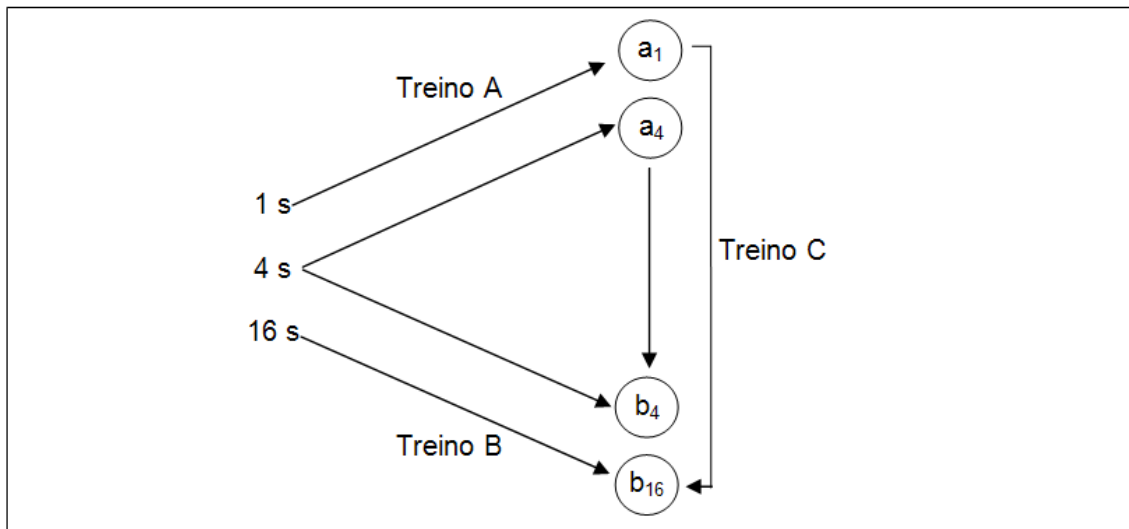 a₁
Treino A
a₄
1 s
4 s
Treino C
16 s
b₄
Treino B
b₁₆